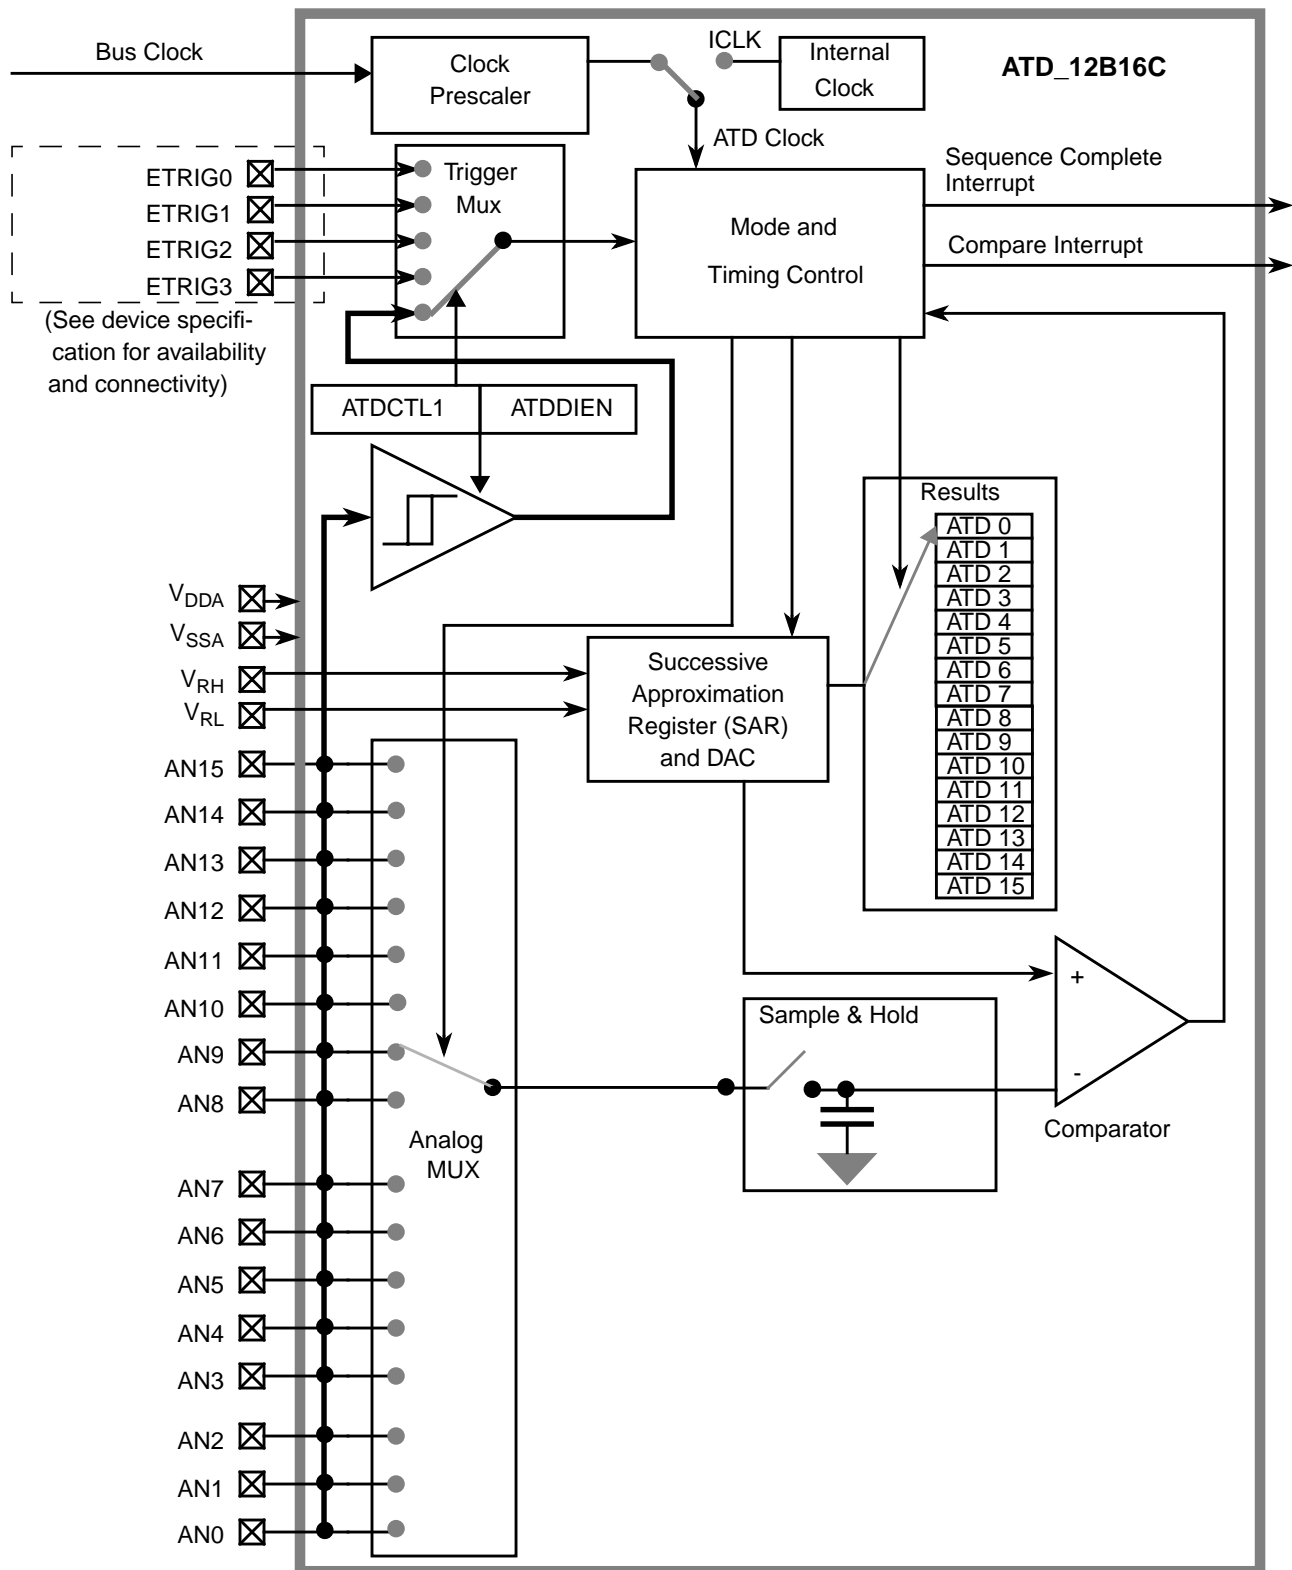 Bus Clock
Clock
Prescaler
ICLK
Internal
Clock
ATD_12B16C
ATD Clock
ETRIG0
ETRIG1
ETRIG2
ETRIG3
(See device specifi-
cation for availability
and connectivity)
Trigger
Mux
Mode and
Timing Control
Sequence Complete
Interrupt
Compare Interrupt
ATDCTL1
ATDDIEN
Results
ATD 0
ATD 1
ATD 2
ATD 3
ATD 4
ATD 5
ATD 6
ATD 7
ATD 8
ATD 9
ATD 10
ATD 11
ATD 12
ATD 13
ATD 14
ATD 15
VDDA
VSSA
VRH
VRL
Successive
Approximation
Register (SAR)
and DAC
AN15
AN14
AN13
AN12
AN11
AN10
AN9
AN8
AN7
AN6
AN5
AN4
AN3
AN2
AN1
AN0
Analog
MUX
Sample & Hold
+
-
Comparator